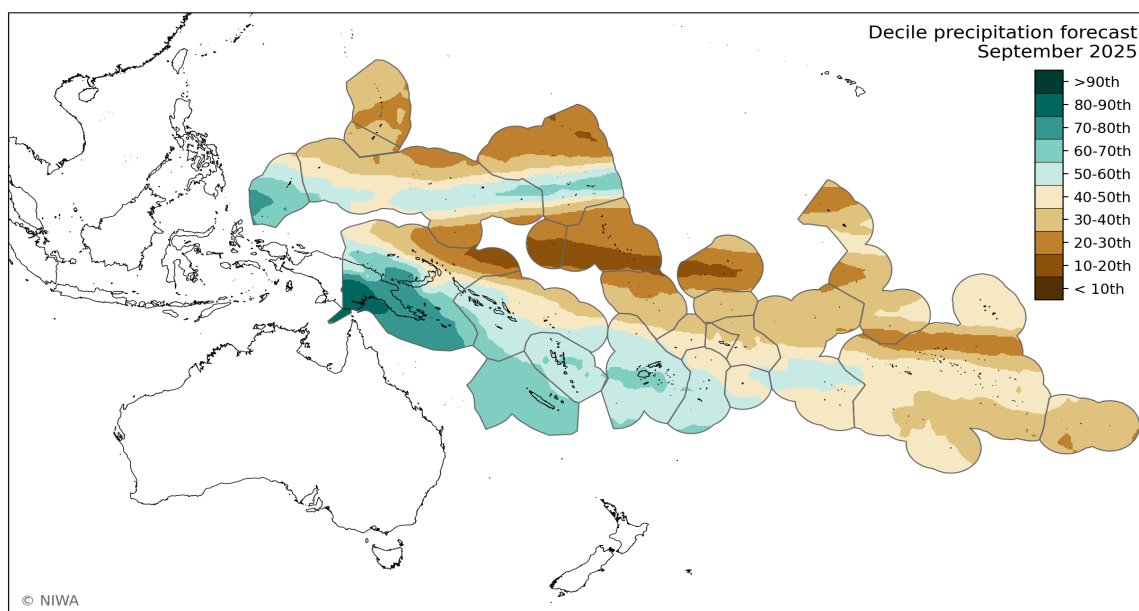 Decile precipitation forecast
September 2025
>90th
80-90th
70-80th
60-70th
50-60th
40-50th
30-40th
20-30th
10-20th
< 10th
© NIWA